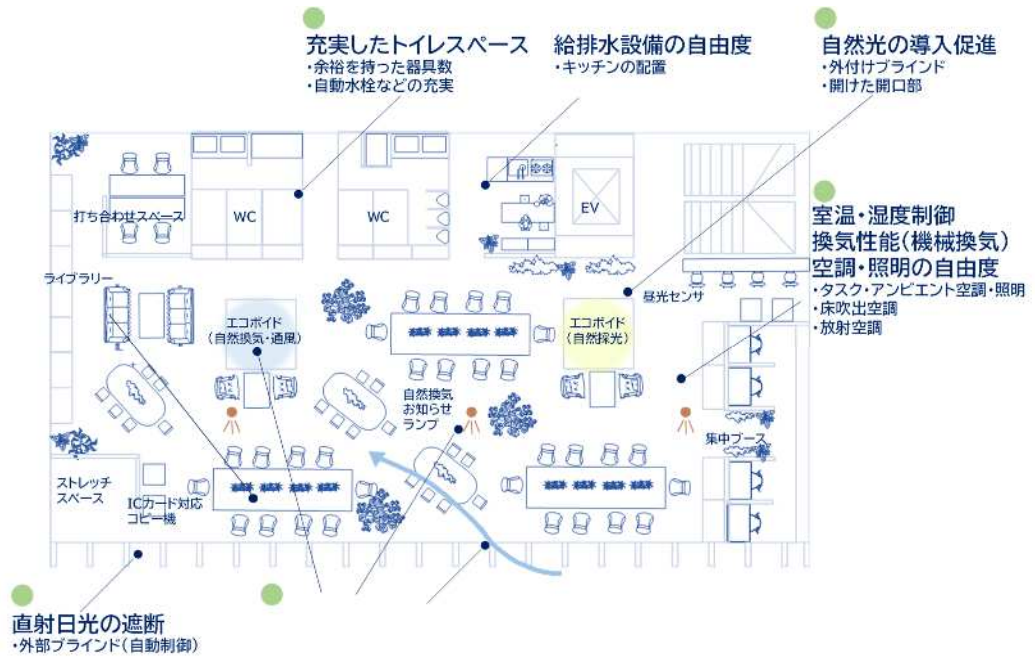 充実したトイレスペース
・余裕を持った器具数
・自動水栓などの充実
給排水設備の自由度
・キッチンの配置
自然光の導入促進
・外付けブラインド
・開けた開口部
室温・湿度制御
換気性能(機械換気)
空調・照明の自由度
・タスク・アンビエント空調・照明
・床吹出空調
・放射空調
打ち合わせスペース
WC
WC
EV
ライブラリー
昼光センサ
エコボイド
(自然換気・通風)
エコボイド
(自然採光)
自然換気
お知らせ
ランプ
集中ブース
ストレッチ
スペース
ICカード対応
コピー機
直射日光の遮断
・外部ブラインド(自動制御)